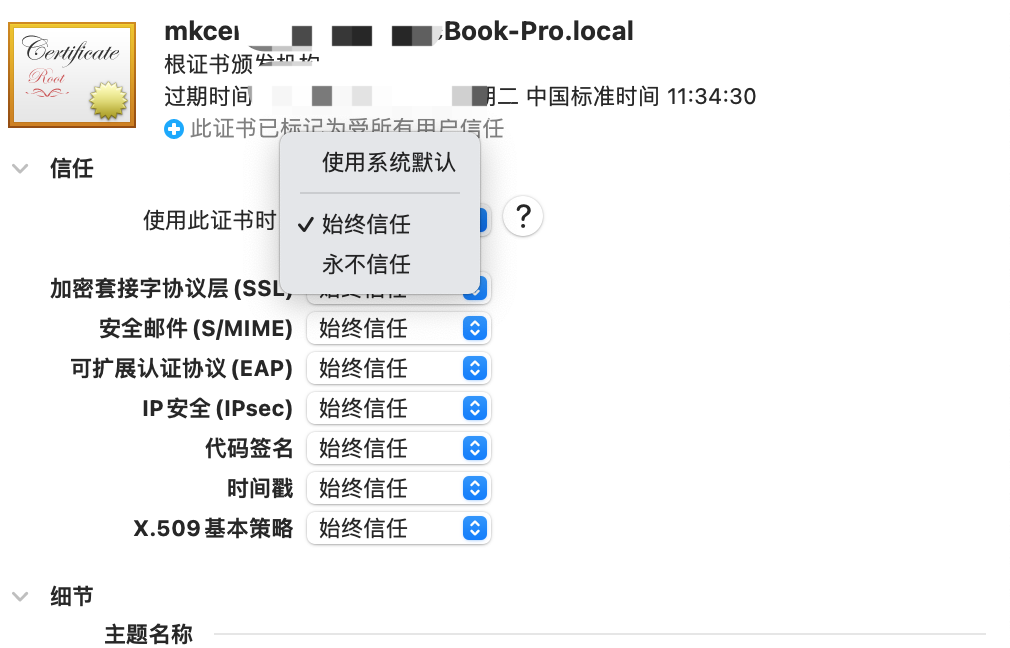 Certificate
Root
Book-Pro.local
根证书颁发机构
过期时间 期二 中国标准时间 11:34:30
此证书已标记为受所有用户信任
信任
使用系统默认
使用此证书时
✓ 始终信任
?
永不信任
加密套接字协议层 (SSL) 始终信任
安全邮件 (S/MIME) 始终信任
可扩展认证协议 (EAP) 始终信任
IP 安全 (IPsec) 始终信任
代码签名 始终信任
时间戳 始终信任
X.509 基本策略 始终信任
细节
主题名称